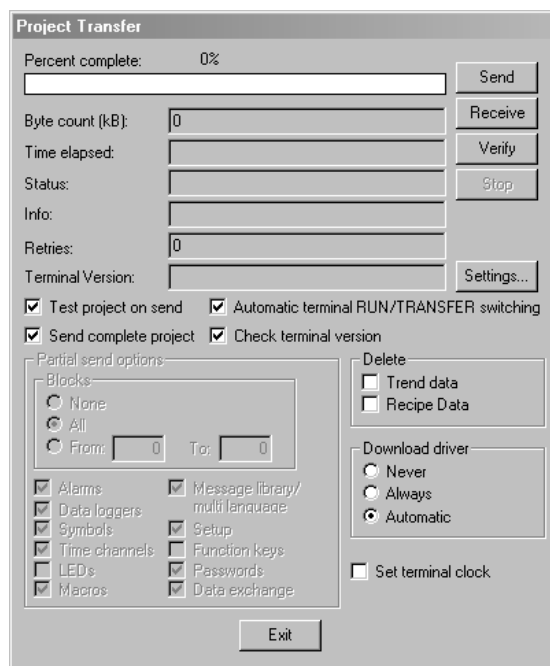 Project Transfer
Percent complete: 0%
Send
Byte count (kB): 0
Receive
Time elapsed:
Verify
Status:
Stop
Info:
Retries: 0
Terminal Version:
Settings...
Test project on send
Automatic terminal RUN/TRANSFER switching
Send complete project
Check terminal version
Partial send options
Blocks
None
All
From: 0 To: 0
Alarms
Message library/
multi language
Data loggers
Symbols
Setup
Time channels
Function keys
LEDs
Passwords
Macros
Data exchange
Delete
Trend data
Recipe Data
Download driver
Never
Always
Automatic
Set terminal clock
Exit